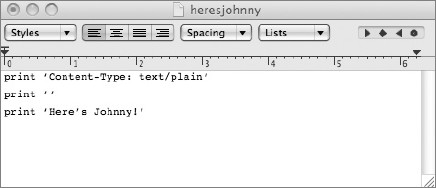 heresjohnny
Styles Spacing Lists
0 1 2 3 4 5 6
print ‘Content-Type: text/plain’
print ‘’
print ‘Here’s Johnny!’